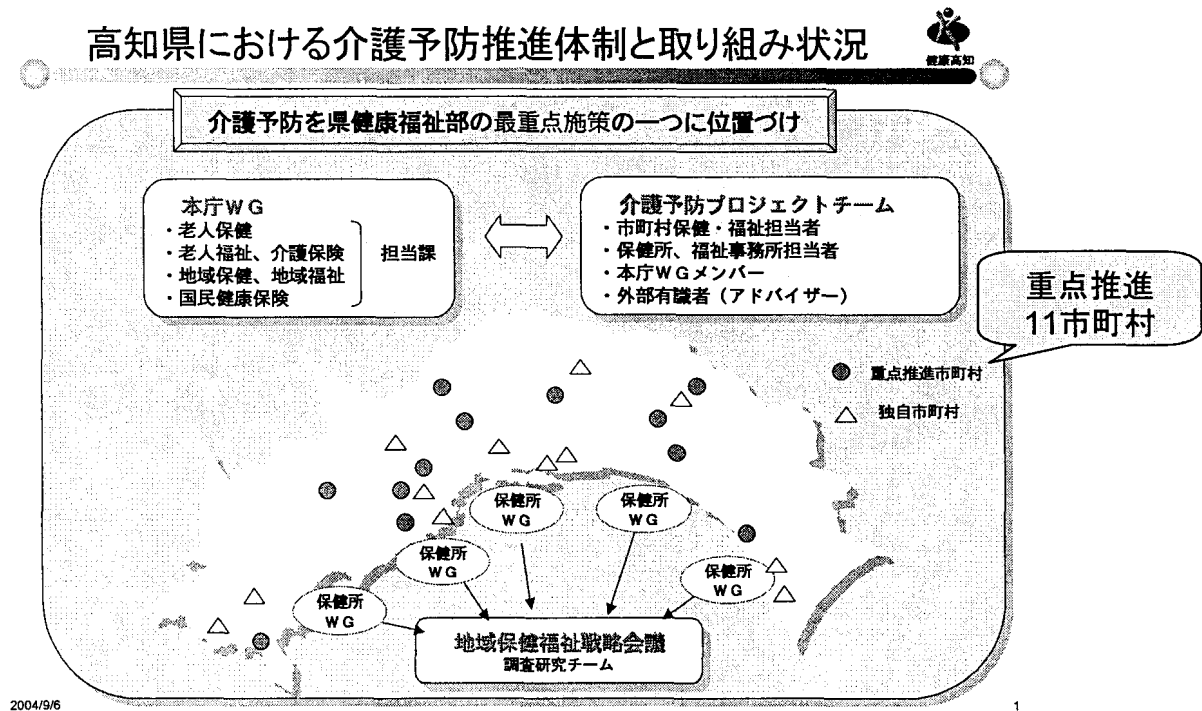 高知県における介護予防推進体制と取り組み状況
健康高知
介護予防を県健康福祉部の最重点施策の一つに位置づけ
本庁WG
・老人保健
・老人福祉、介護保険
・地域保健、地域福祉
・国民健康保険
担当課
介護予防プロジェクトチーム
・市町村保健・福祉担当者
・保健所、福祉事務所担当者
・本庁WGメンバー
・外部有識者（アドバイザー）
重点推進
11市町村
重点推進市町村
独自市町村
保健所
WG
保健所
WG
保健所
WG
保健所
WG
保健所
WG
地域保健福祉戦略会議
調査研究チーム
2004/9/6
1